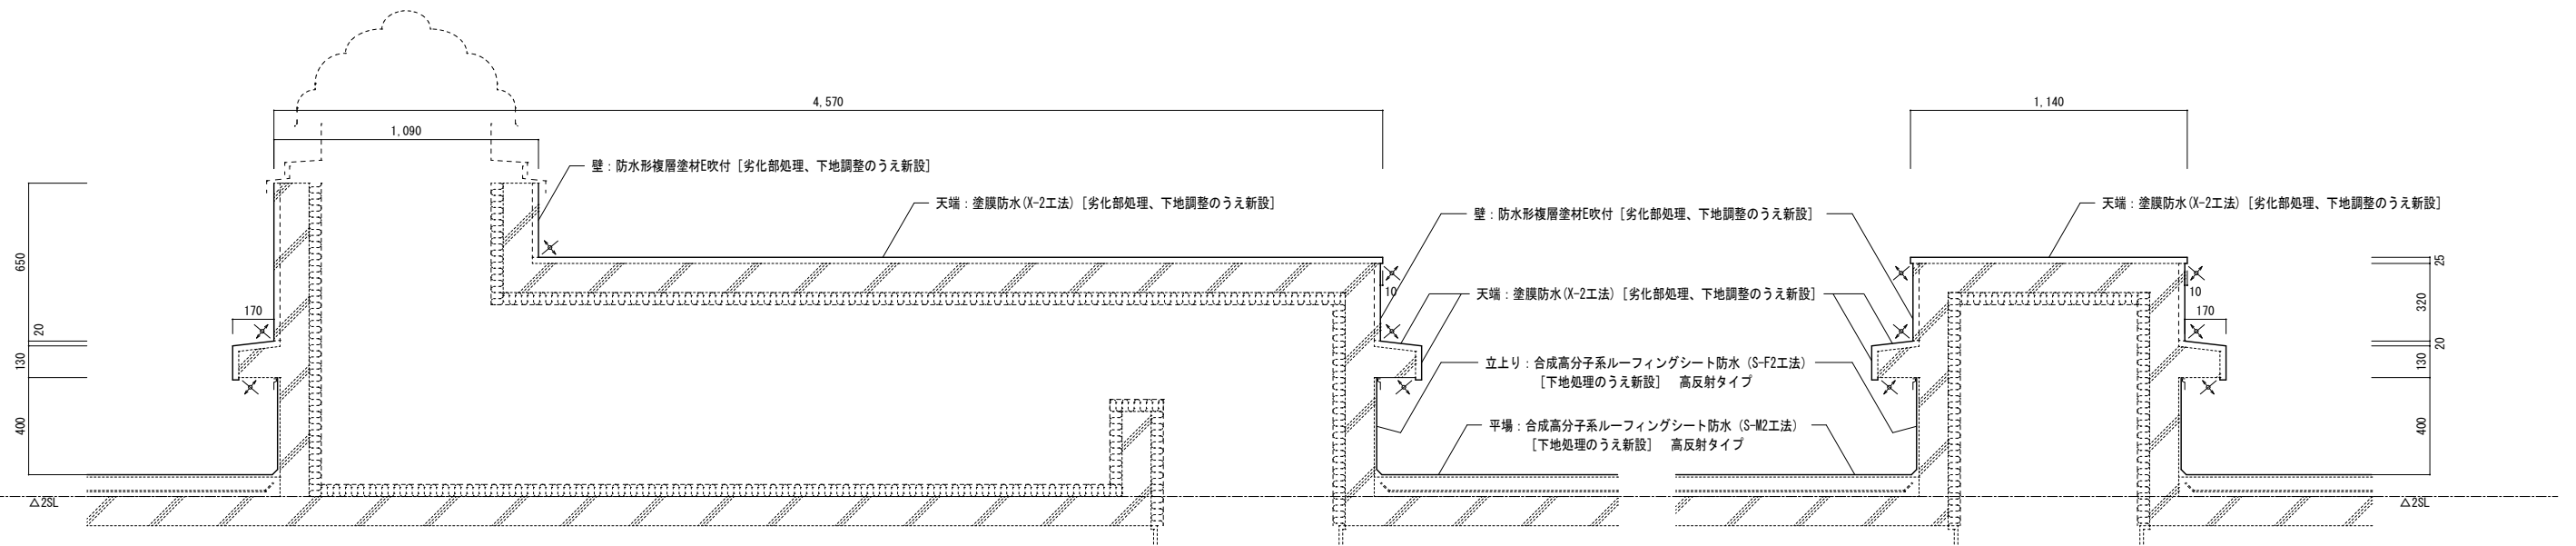 4,570
1,140
1,090
壁：防水形複層塗材E吹付［劣化部処理、下地調整のうえ新設］
天端：塗膜防水(X-2工法)［劣化部処理、下地調整のうえ新設］
天端：塗膜防水(X-2工法)［劣化部処理、下地調整のうえ新設］
壁：防水形複層塗材E吹付［劣化部処理、下地調整のうえ新設］
650
25
10
天端：塗膜防水(X-2工法)［劣化部処理、下地調整のうえ新設］
10
320
170
170
20
20
130
130
立上り：合成高分子系ルーフィングシート防水（S-F2工法）
［下地処理のうえ新設］　高反射タイプ
400
400
平場：合成高分子系ルーフィングシート防水（S-M2工法）
［下地処理のうえ新設］　高反射タイプ
△2SL
△2SL